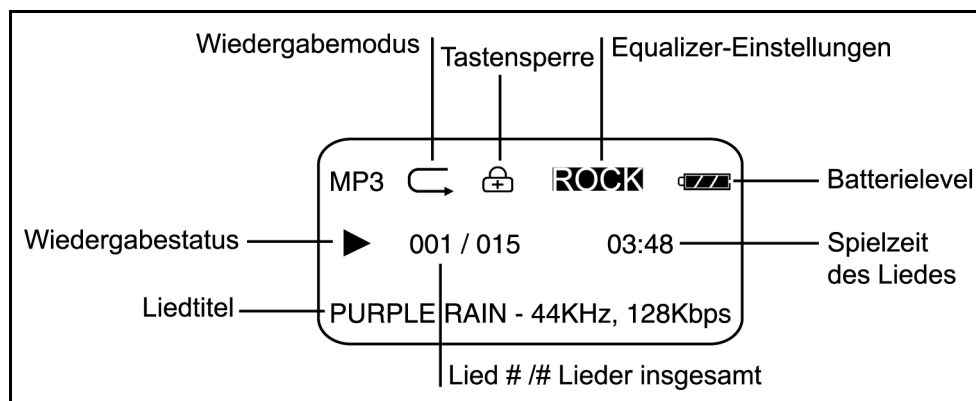 Wiedergabemodus
Tastensperre
Equalizer-Einstellungen
MP3 ROCK
Batterielevel
Wiedergabestatus
001 / 015 03:48
Spielzeit
des Liedes
Liedtitel
PURPLE RAIN - 44KHz, 128Kbps
Lied # /# Lieder insgesamt